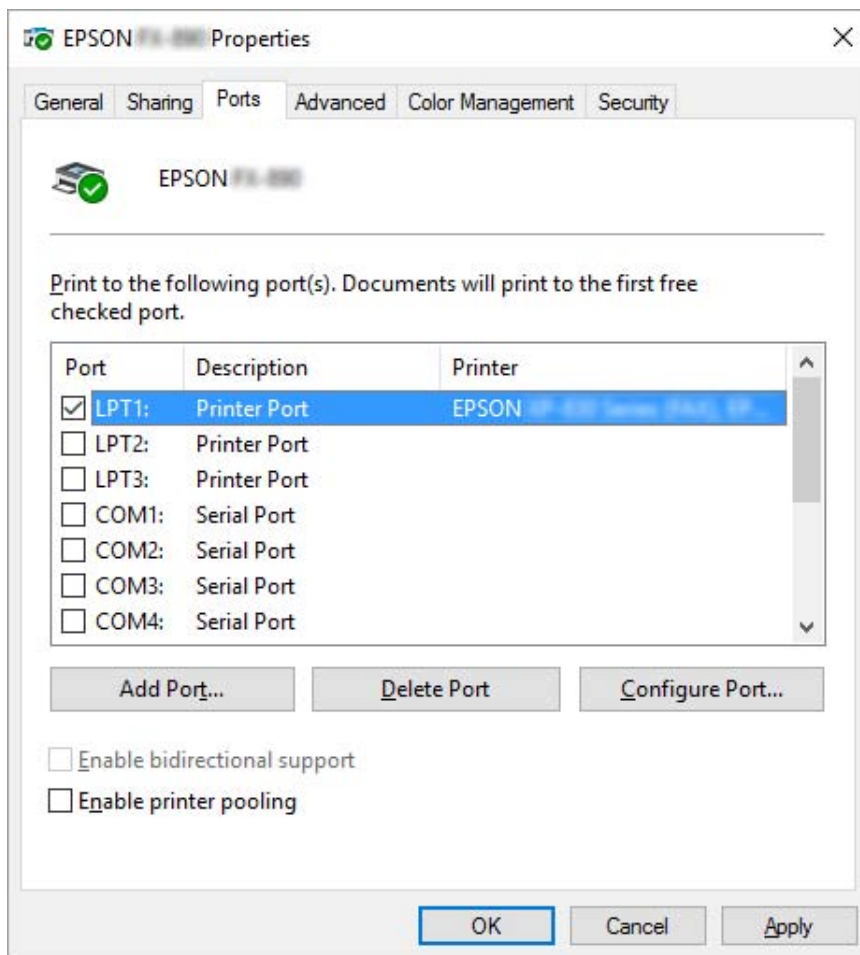 EPSON Properties
General Sharing Ports Advanced Color Management Security
EPSON
Print to the following port(s). Documents will print to the first free
checked port.
Port Description Printer
LPT1: Printer Port EPSON
LPT2: Printer Port
LPT3: Printer Port
COM1: Serial Port
COM2: Serial Port
COM3: Serial Port
COM4: Serial Port
Add Port... Delete Port Configure Port...
Enable bidirectional support
Enable printer pooling
OK Cancel Apply